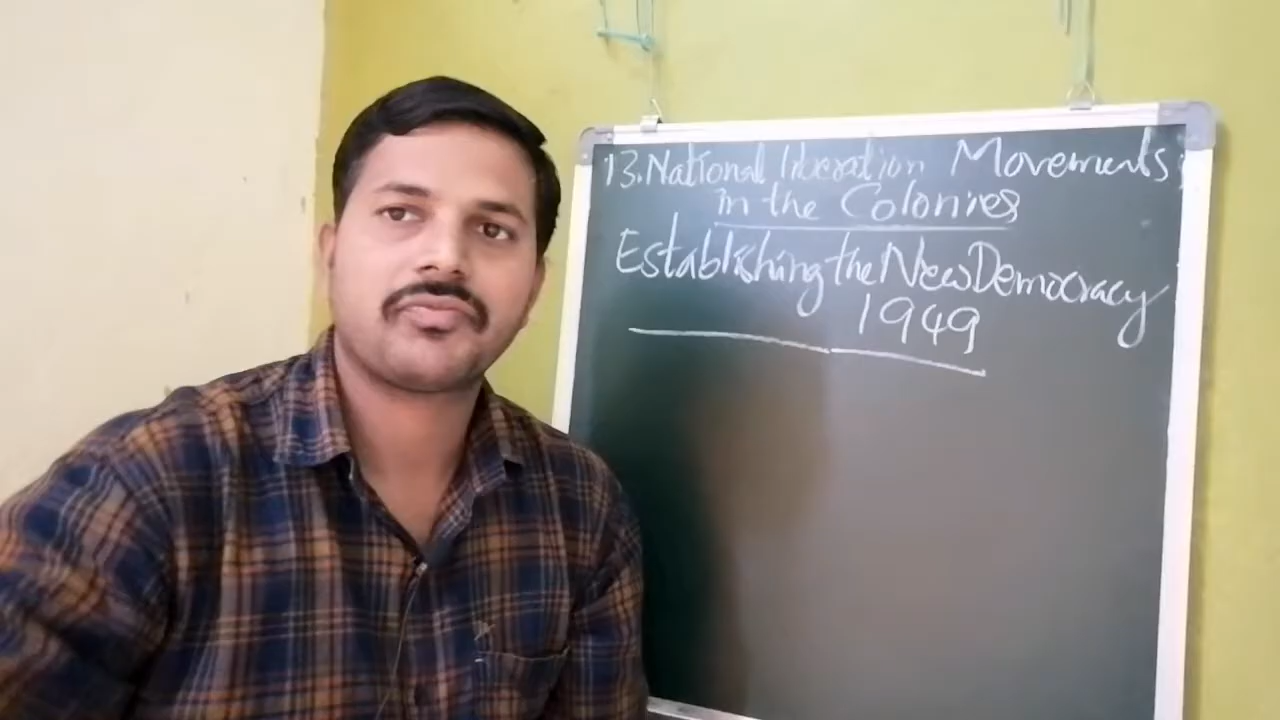 13. National liberation Movements
in the Colonies
Establishing the New Democracy
1949